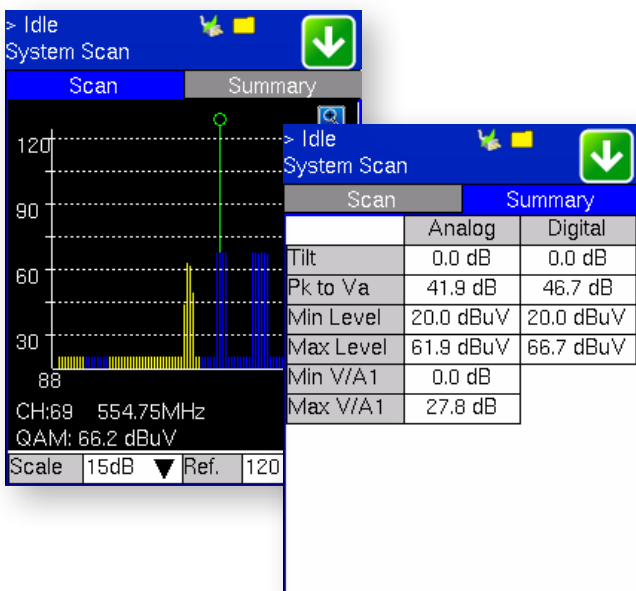 > Idle
System Scan
Scan Summary
120
90
60
30
88
CH:69 554.75MHz
QAM: 66.2 dBuV
Scale 15dB Ref. 120
> Idle
System Scan
Scan Summary
Analog Digital
Tilt 0.0 dB 0.0 dB
Pk to Va 41.9 dB 46.7 dB
Min Level 20.0 dBuV 20.0 dBuV
Max Level 61.9 dBuV 66.7 dBuV
Min V/A1 0.0 dB
Max V/A1 27.8 dB